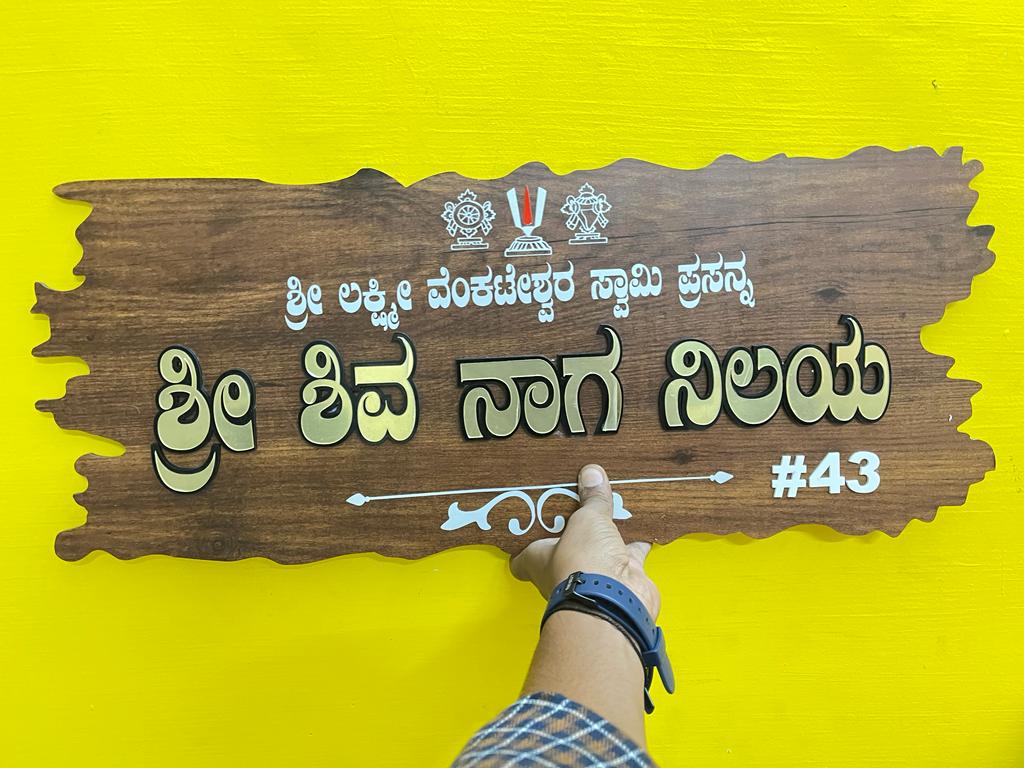 ಶ್ರೀ ಲಕ್ಷ್ಮೀ ವೆಂಕಟೇಶ್ವರ ಸ್ವಾಮಿ ಪ್ರಸನ್ನ
ಶ್ರೀ ಶಿವ ನಾಗ ನಿಲಯ
#43